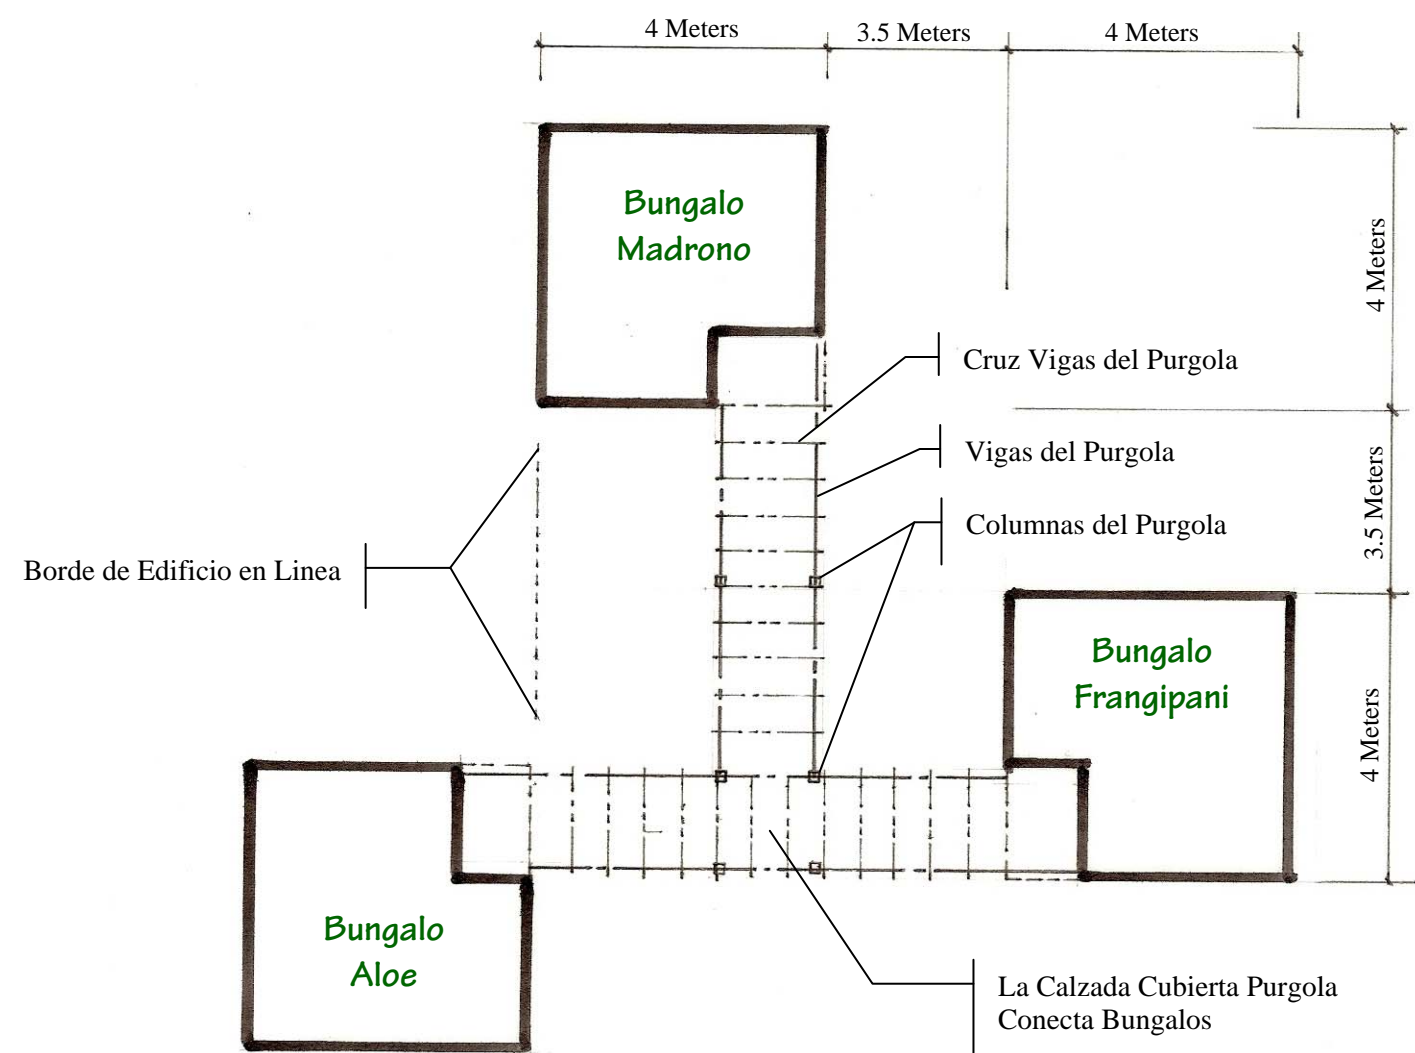 4 Meters
3.5 Meters
4 Meters
Bungalo
Madrono
4 Meters
Cruz Vigas del Purgola
Vigas del Purgola
Columnas del Purgola
3.5 Meters
Borde de Edificio en Linea
Bungalo
Frangipani
4 Meters
Bungalo
Aloe
La Calzada Cubierta Purgola
Conecta Bungalos